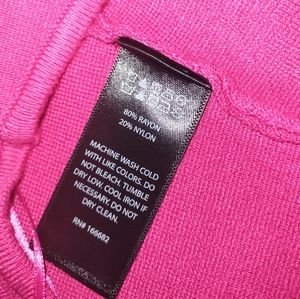 80% RAYON
20% NYLON
MACHINE WASH COLD
WITH LIKE COLORS. DO
NOT BLEACH. TUMBLE
DRY LOW, COOL IRON IF
NECESSARY. DO NOT
DRY CLEAN.
RN# 166682